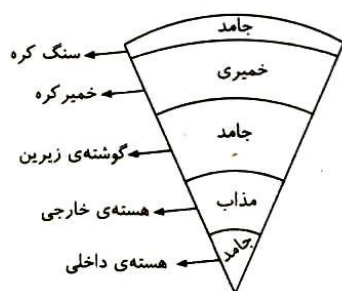 جامد
سنگ کره
خمیری
خمیرکره
جامد
گوشته‌ی زیرین
مذاب
هسته‌ی خارجی
جامد
هسته‌ی داخلی